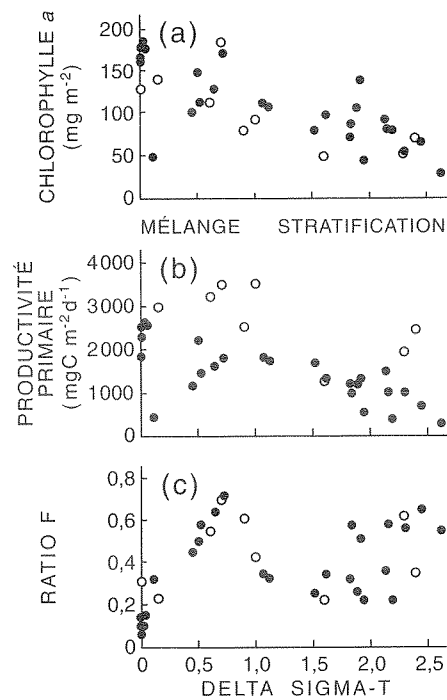 CHLOROPHYLLE a
(mg m⁻²)
200
150
100
50
0
(a)
MÉLANGE STRATIFICATION
PRODUCTIVITÉ
PRIMAIRE
(mgC m⁻²d⁻¹)
4000
3000
2000
1000
0
(b)
RATIO F
0,8
0,6
0,4
0,2
0
(c)
0 0,5 1,0 1,5 2,0 2,5
DELTA SIGMA-T